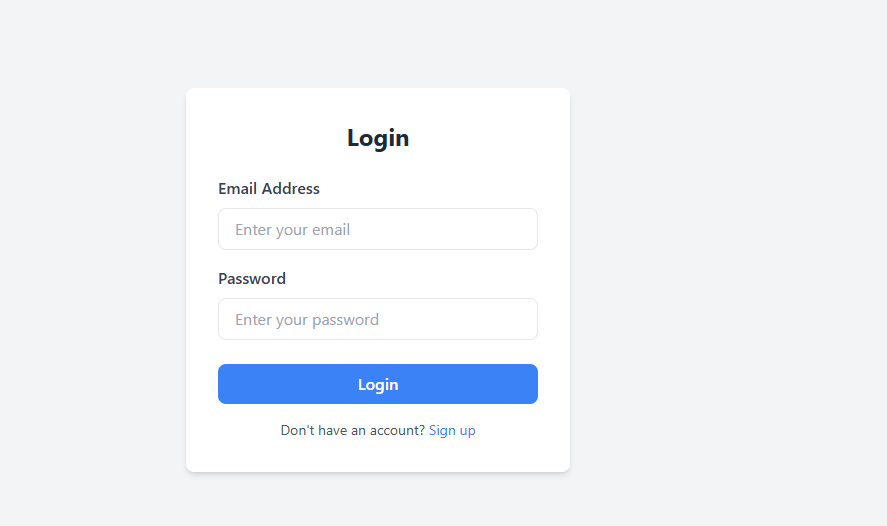 Login
Email Address
Enter your email
Password
Enter your password
Login
Don't have an account? Sign up